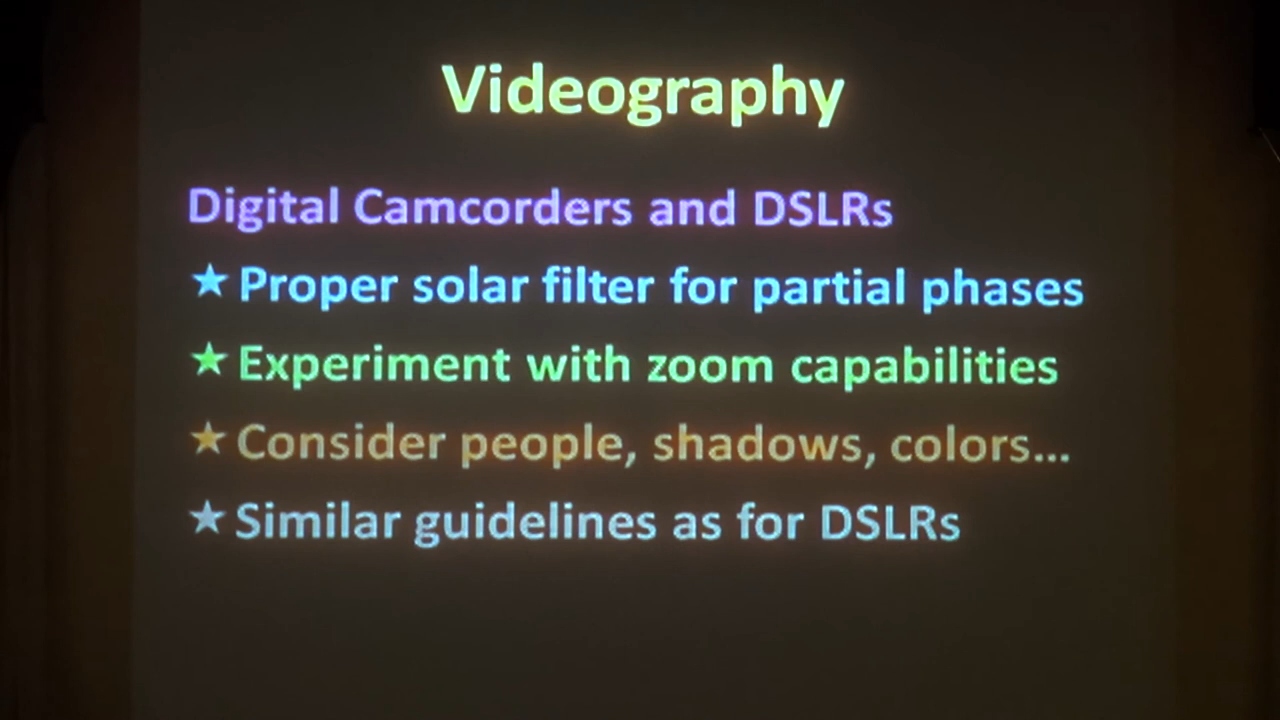 Videography
Digital Camcorders and DSLRs
★ Proper solar filter for partial phases
★ Experiment with zoom capabilities
★ Consider people, shadows, colors...
★ Similar guidelines as for DSLRs